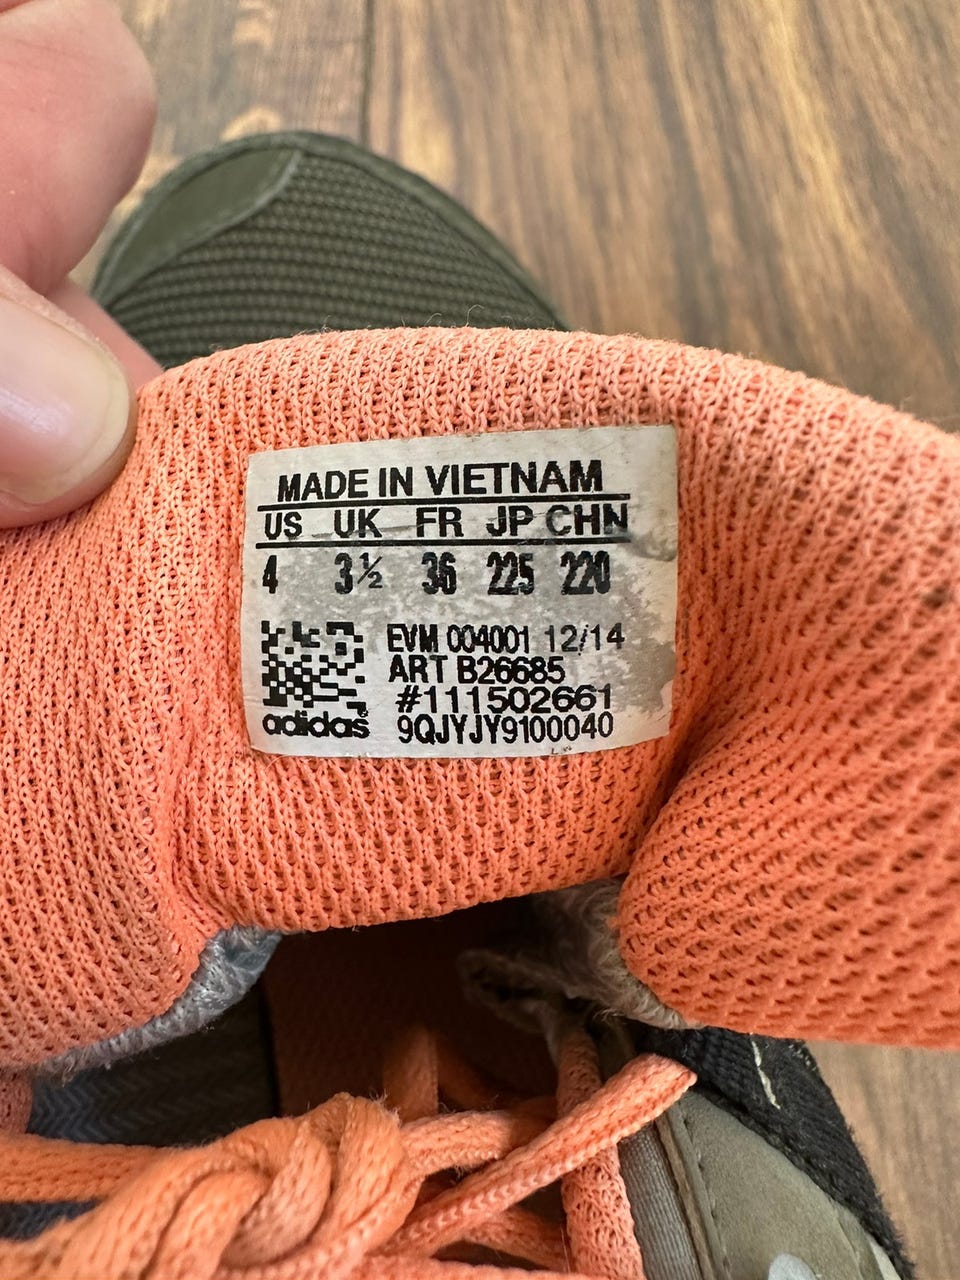 MADE IN VIETNAM
US UK FR JP CHN
4 3½ 36 225 220
EVM 004001 12/14
ART B26685
#111502661
adidas® 9QJYJY9100040